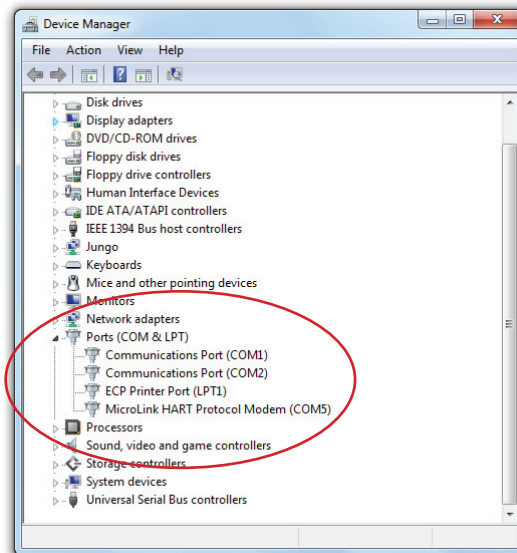 Device Manager
File Action View Help
Disk drives
Display adapters
DVD/CD-ROM drives
Floppy disk drives
Floppy drive controllers
Human Interface Devices
IDE ATA/ATAPI controllers
IEEE 1394 Bus host controllers
Jungo
Keyboards
Mice and other pointing devices
Monitors
Network adapters
Ports (COM & LPT)
Communications Port (COM1)
Communications Port (COM2)
ECP Printer Port (LPT1)
MicroLink HART Protocol Modem (COM5)
Processors
Sound, video and game controllers
Storage controllers
System devices
Universal Serial Bus controllers